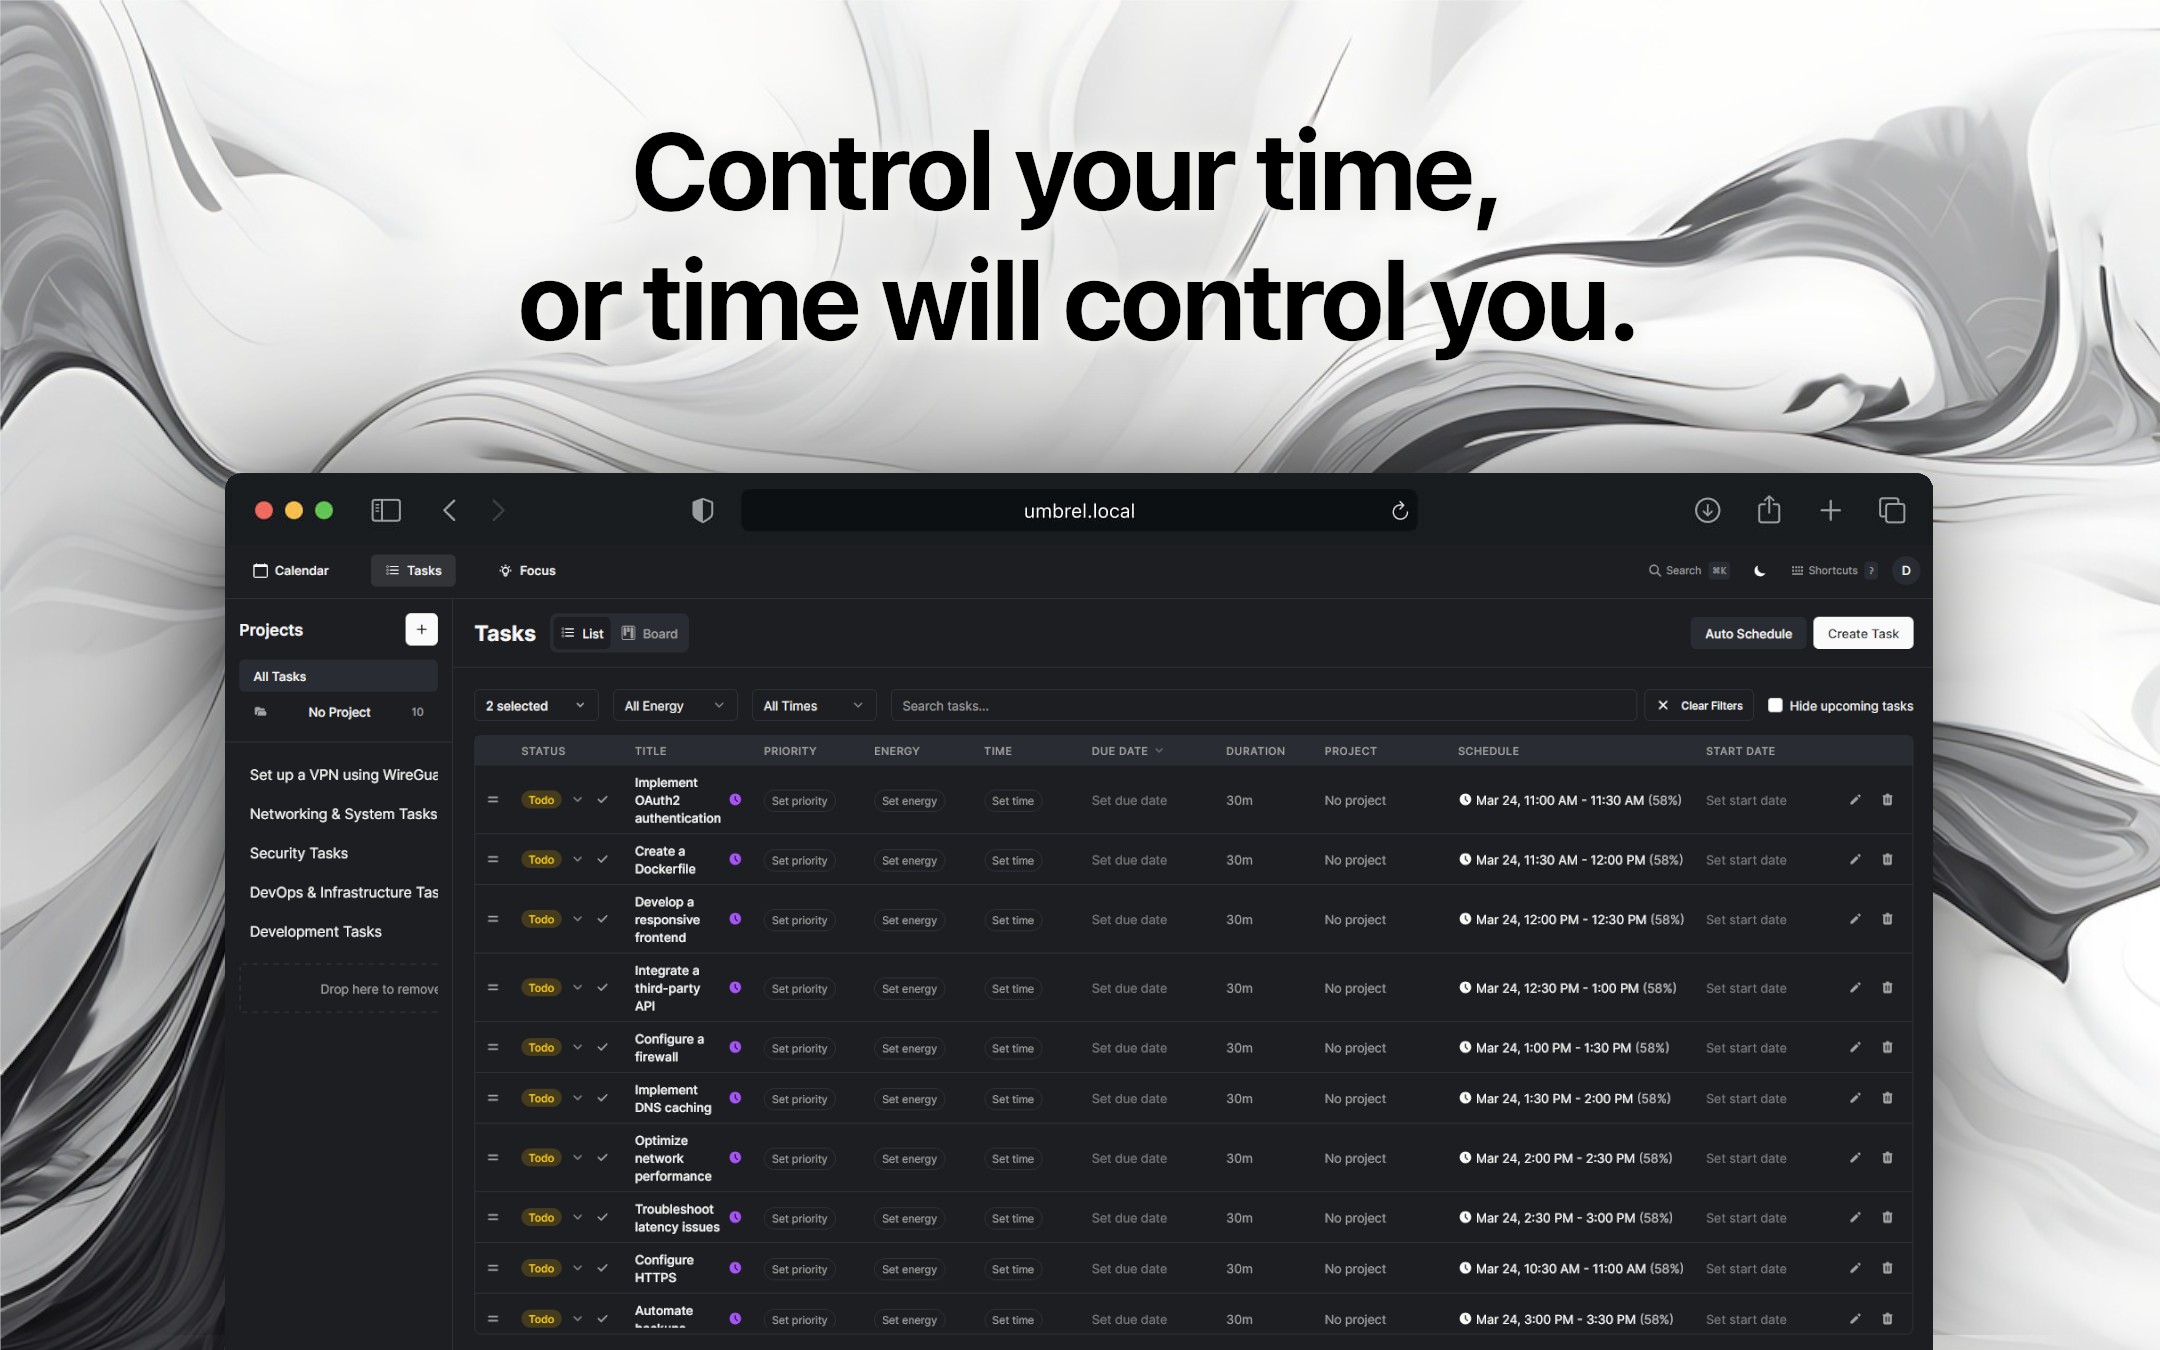 Control your time,
or time will control you.
umbrel.local
Calendar
Tasks
Focus
Search ⌘K
Shortcuts ?
D
Projects
+
All Tasks
No Project 10
Set up a VPN using WireGua
Networking & System Tasks
Security Tasks
DevOps & Infrastructure Tas
Development Tasks
Drop here to remove
Tasks
List
Board
Auto Schedule
Create Task
2 selected
All Energy
All Times
Search tasks...
Clear Filters
Hide upcoming tasks
STATUS TITLE PRIORITY ENERGY TIME DUE DATE DURATION PROJECT SCHEDULE START DATE
Todo
Implement
OAuth2
authentication
Set priority Set energy Set time Set due date 30m No project Mar 24, 11:00 AM - 11:30 AM (58%) Set start date
Todo
Create a
Dockerfile
Set priority Set energy Set time Set due date 30m No project Mar 24, 11:30 AM - 12:00 PM (58%) Set start date
Todo
Develop a
responsive
frontend
Set priority Set energy Set time Set due date 30m No project Mar 24, 12:00 PM - 12:30 PM (58%) Set start date
Todo
Integrate a
third-party
API
Set priority Set energy Set time Set due date 30m No project Mar 24, 12:30 PM - 1:00 PM (58%) Set start date
Todo
Configure a
firewall
Set priority Set energy Set time Set due date 30m No project Mar 24, 1:00 PM - 1:30 PM (58%) Set start date
Todo
Implement
DNS caching
Set priority Set energy Set time Set due date 30m No project Mar 24, 1:30 PM - 2:00 PM (58%) Set start date
Todo
Optimize
network
performance
Set priority Set energy Set time Set due date 30m No project Mar 24, 2:00 PM - 2:30 PM (58%) Set start date
Todo
Troubleshoot
latency issues
Set priority Set energy Set time Set due date 30m No project Mar 24, 2:30 PM - 3:00 PM (58%) Set start date
Todo
Configure
HTTPS
Set priority Set energy Set time Set due date 30m No project Mar 24, 10:30 AM - 11:00 AM (58%) Set start date
Todo
Automate
Set priority Set energy Set time Set due date 30m No project Mar 24, 3:00 PM - 3:30 PM (58%) Set start date